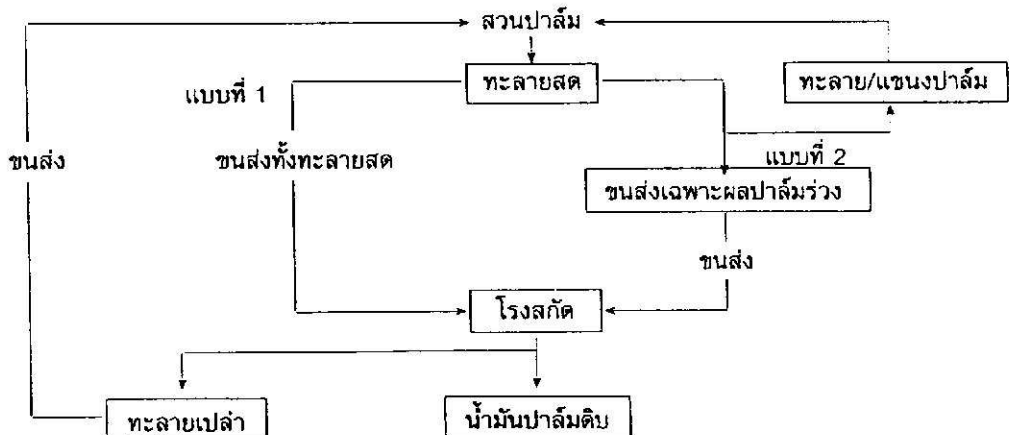 สวนปาล์ม
ทะลายสด
ทะลาย/แขนงปาล์ม
แบบที่ 1
ขนส่ง
ขนส่งทั้งทะลายสด
แบบที่ 2
ขนส่งเฉพาะผลปาล์มร่วง
ขนส่ง
โรงสกัด
ทะลายเปล่า
น้ำมันปาล์มดิบ